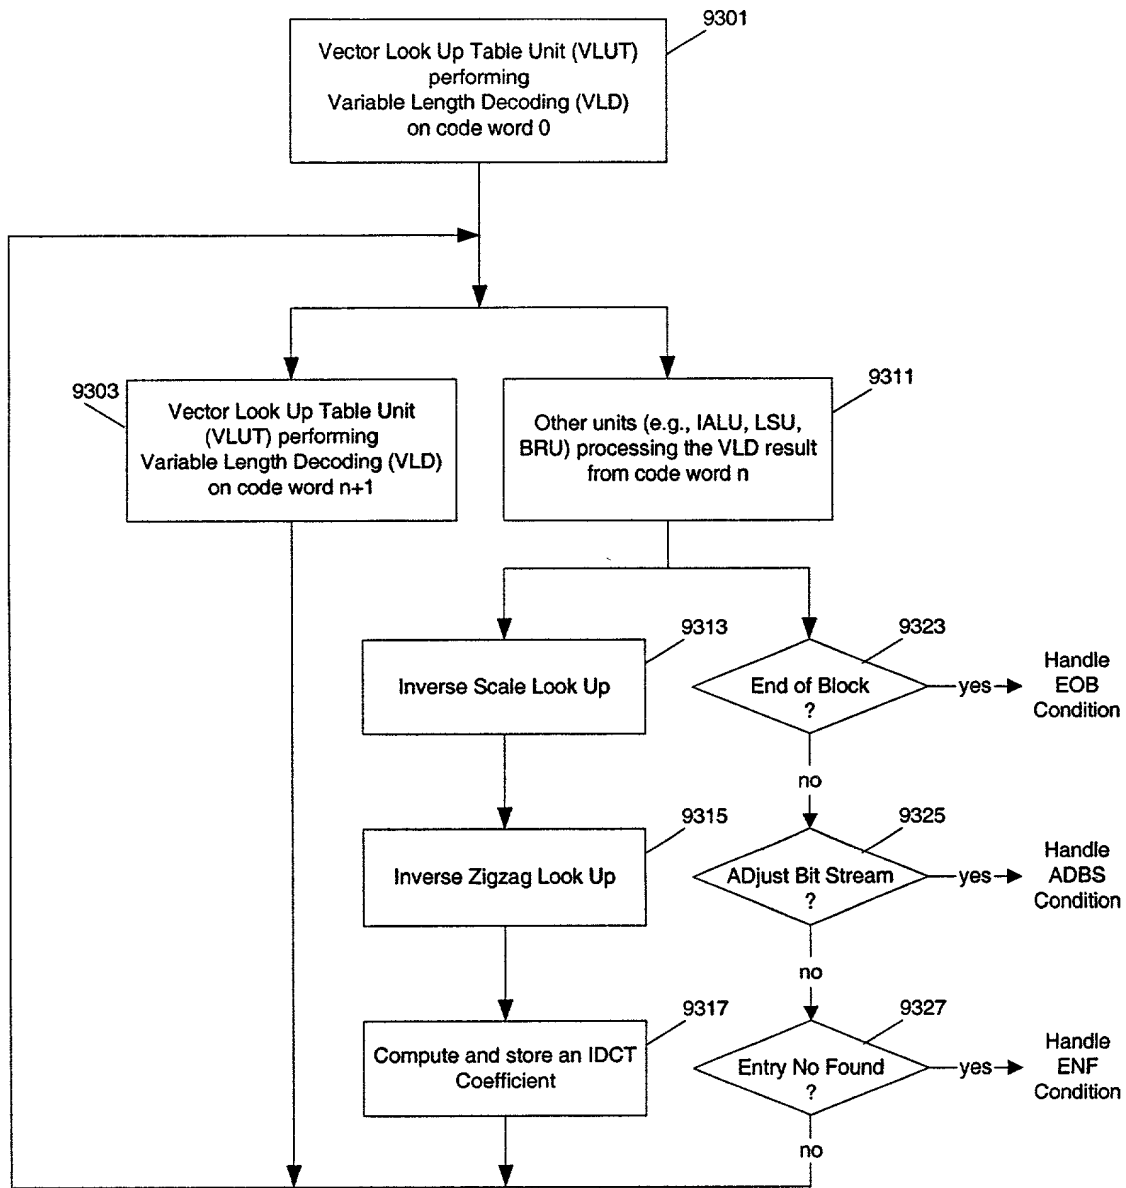 9301
Vector Look Up Table Unit (VLUT)
performing
Variable Length Decoding (VLD)
on code word 0
9303
Vector Look Up Table Unit
(VLUT) performing
Variable Length Decoding (VLD)
on code word n+1
9311
Other units (e.g., IALU, LSU,
BRU) processing the VLD result
from code word n
9313
Inverse Scale Look Up
9323
End of Block
?
yes
Handle
EOB
Condition
no
9315
Inverse Zigzag Look Up
9325
ADjust Bit Stream
?
yes
Handle
ADBS
Condition
no
9317
Compute and store an IDCT
Coefficient
9327
Entry No Found
?
yes
Handle
ENF
Condition
no